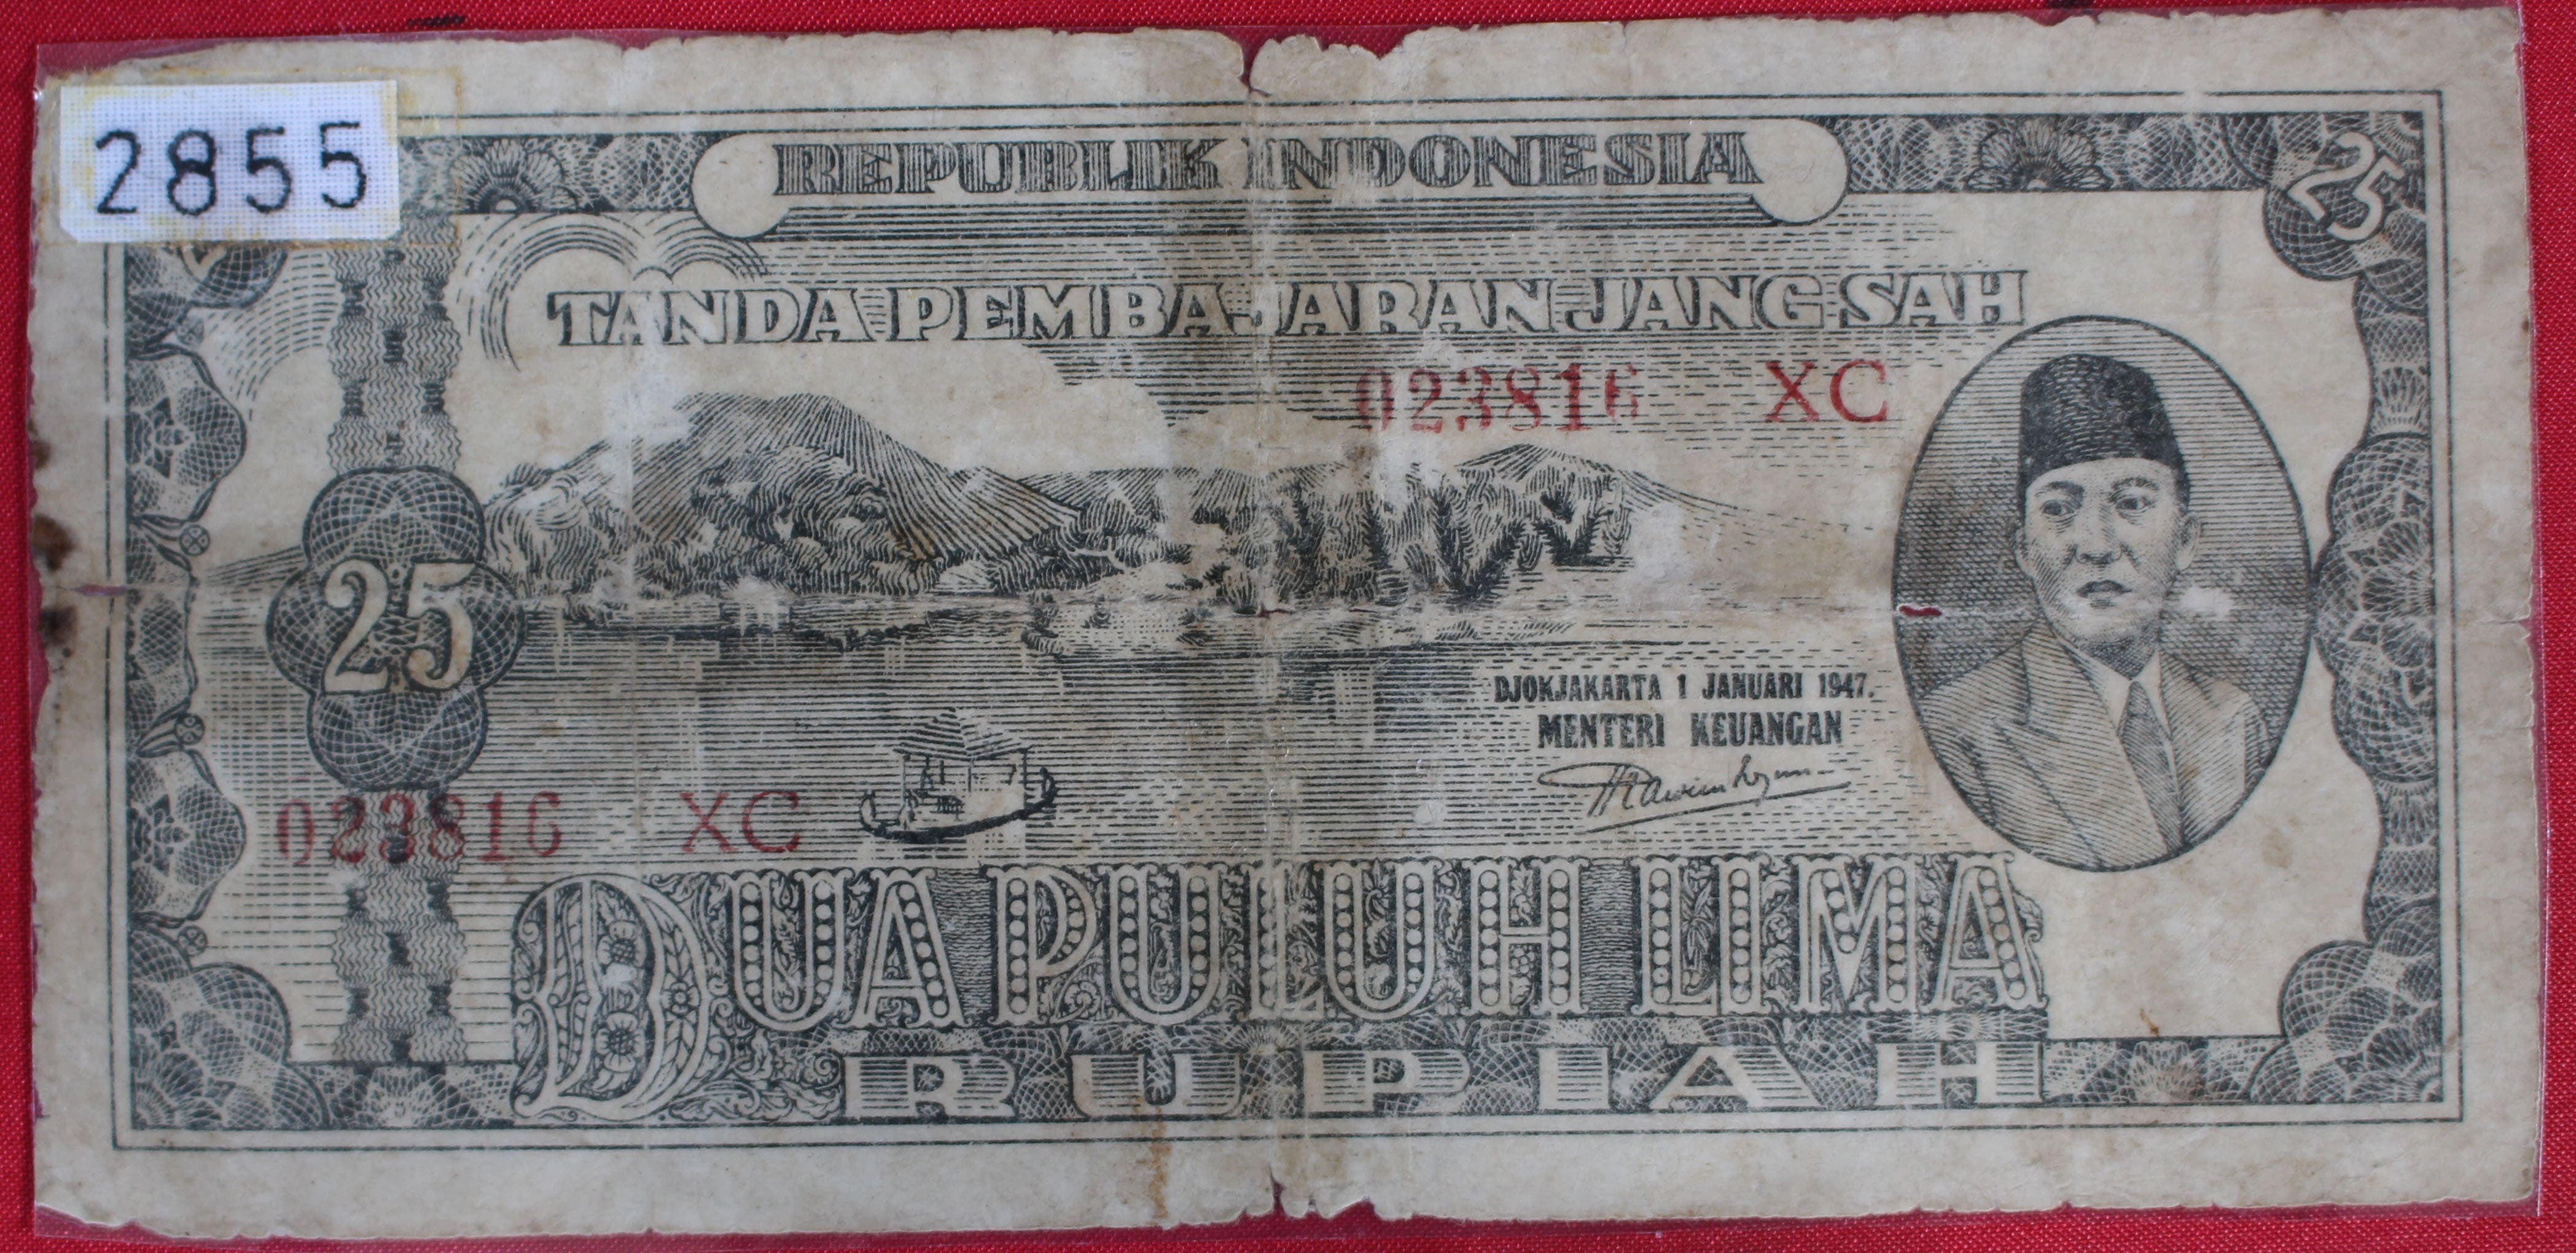 2855
REPUBLIK INDONESIA
25
TANDA PEMBAJARAN JANG SAH
023816 XC
25
DJOKJAKARTA 1 JANUARI 1947.
MENTERI KEUANGAN
023816 XC
DUA PULUH LIMA
RUPIAH